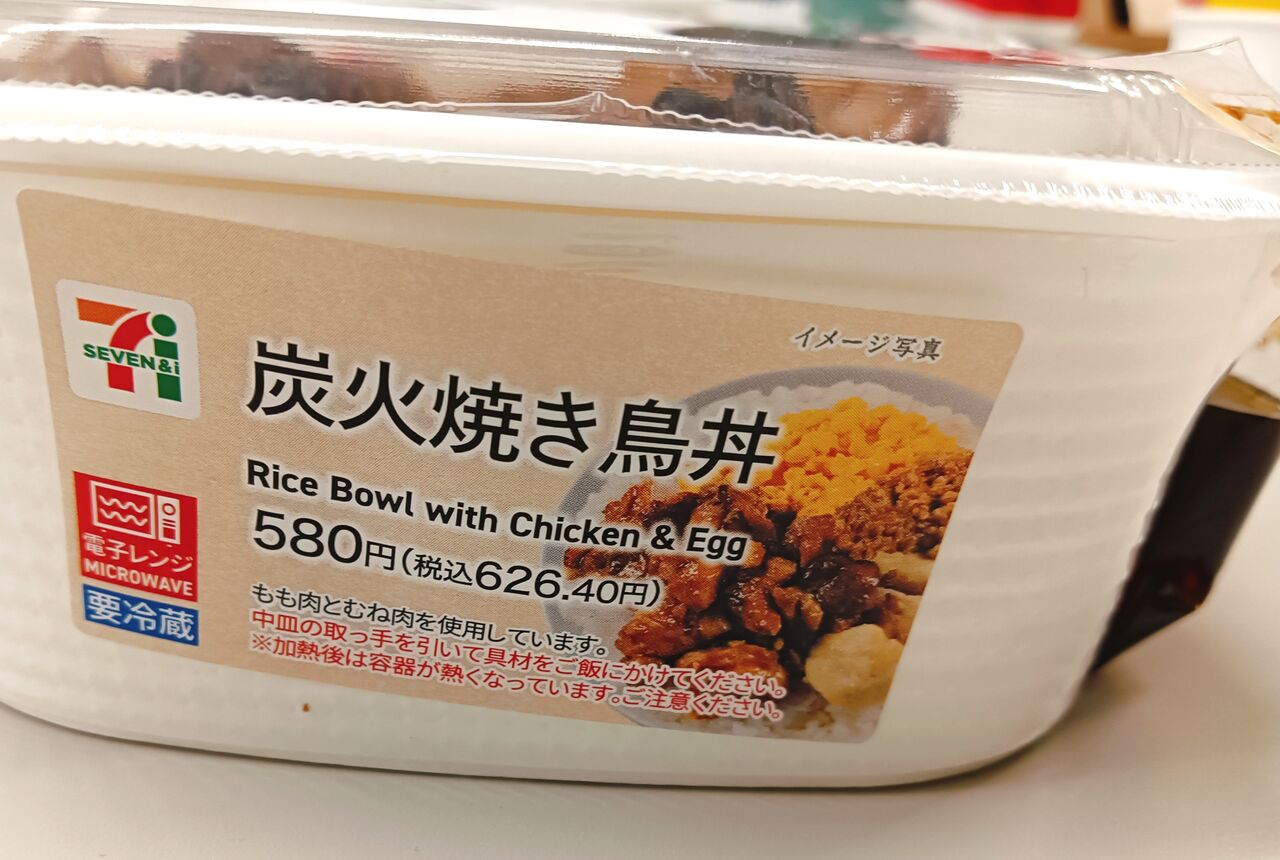 イメージ写真
SEVEN&i
炭火焼き鳥丼
Rice Bowl with Chicken & Egg
580円(税込626.40円)
電子レンジ
MICROWAVE
要冷蔵
もも肉とむね肉を使用しています。
中皿の取っ手を引いて具材をご飯にかけてください。
※加熱後は容器が熱くなっています。ご注意ください。